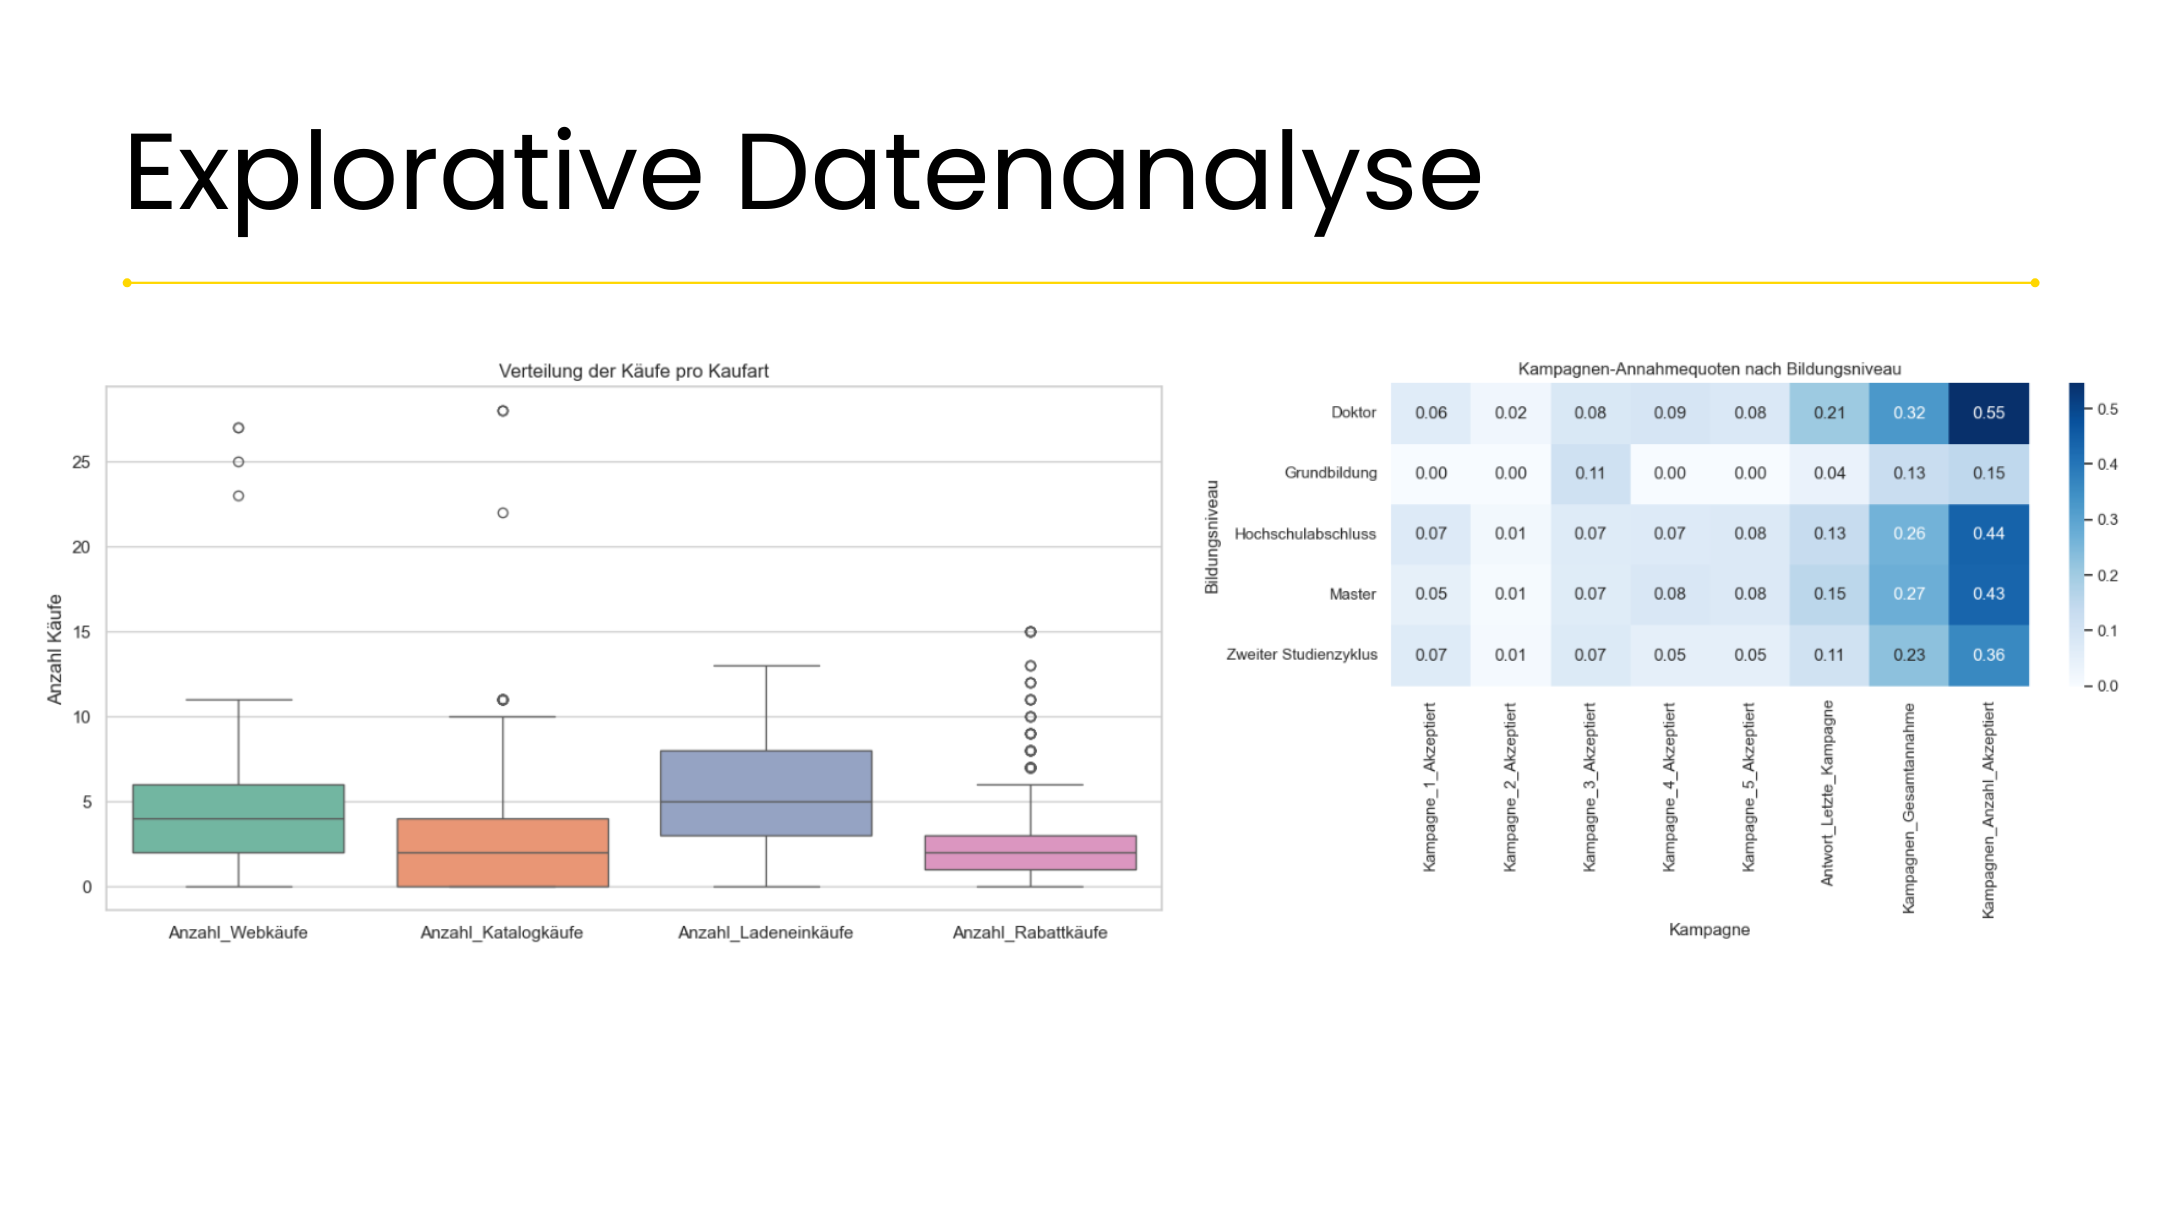 Explorative Datenanalyse
Verteilung der Käufe pro Kaufart
Anzahl Käufe
25
20
15
10
5
0
Anzahl_Webkäufe Anzahl_Katalogkäufe Anzahl_Ladeneinkäufe Anzahl_Rabattkäufe
Kampagnen-Annahmequoten nach Bildungsniveau
Bildungsniveau
Doktor 0.06 0.02 0.08 0.09 0.08 0.21 0.32 0.55
Grundbildung 0.00 0.00 0.11 0.00 0.00 0.04 0.13 0.15
Hochschulabschluss 0.07 0.01 0.07 0.07 0.08 0.13 0.26 0.44
Master 0.05 0.01 0.07 0.08 0.08 0.15 0.27 0.43
Zweiter Studienzyklus 0.07 0.01 0.07 0.05 0.05 0.11 0.23 0.36
Kampagne_1_Akzeptiert
Kampagne_2_Akzeptiert
Kampagne_3_Akzeptiert
Kampagne_4_Akzeptiert
Kampagne_5_Akzeptiert
Antwort_Letzte_Kampagne
Kampagnen_Gesamtannahme
Kampagnen_Anzahl_Akzeptiert
Kampagne
0.5
0.4
0.3
0.2
0.1
0.0